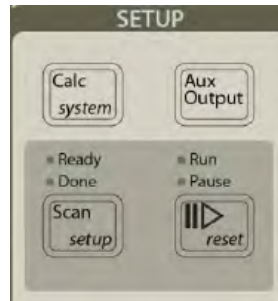 SETUP
Calc
system
Aux
Output
Ready
Done
Run
Pause
Scan
setup
reset